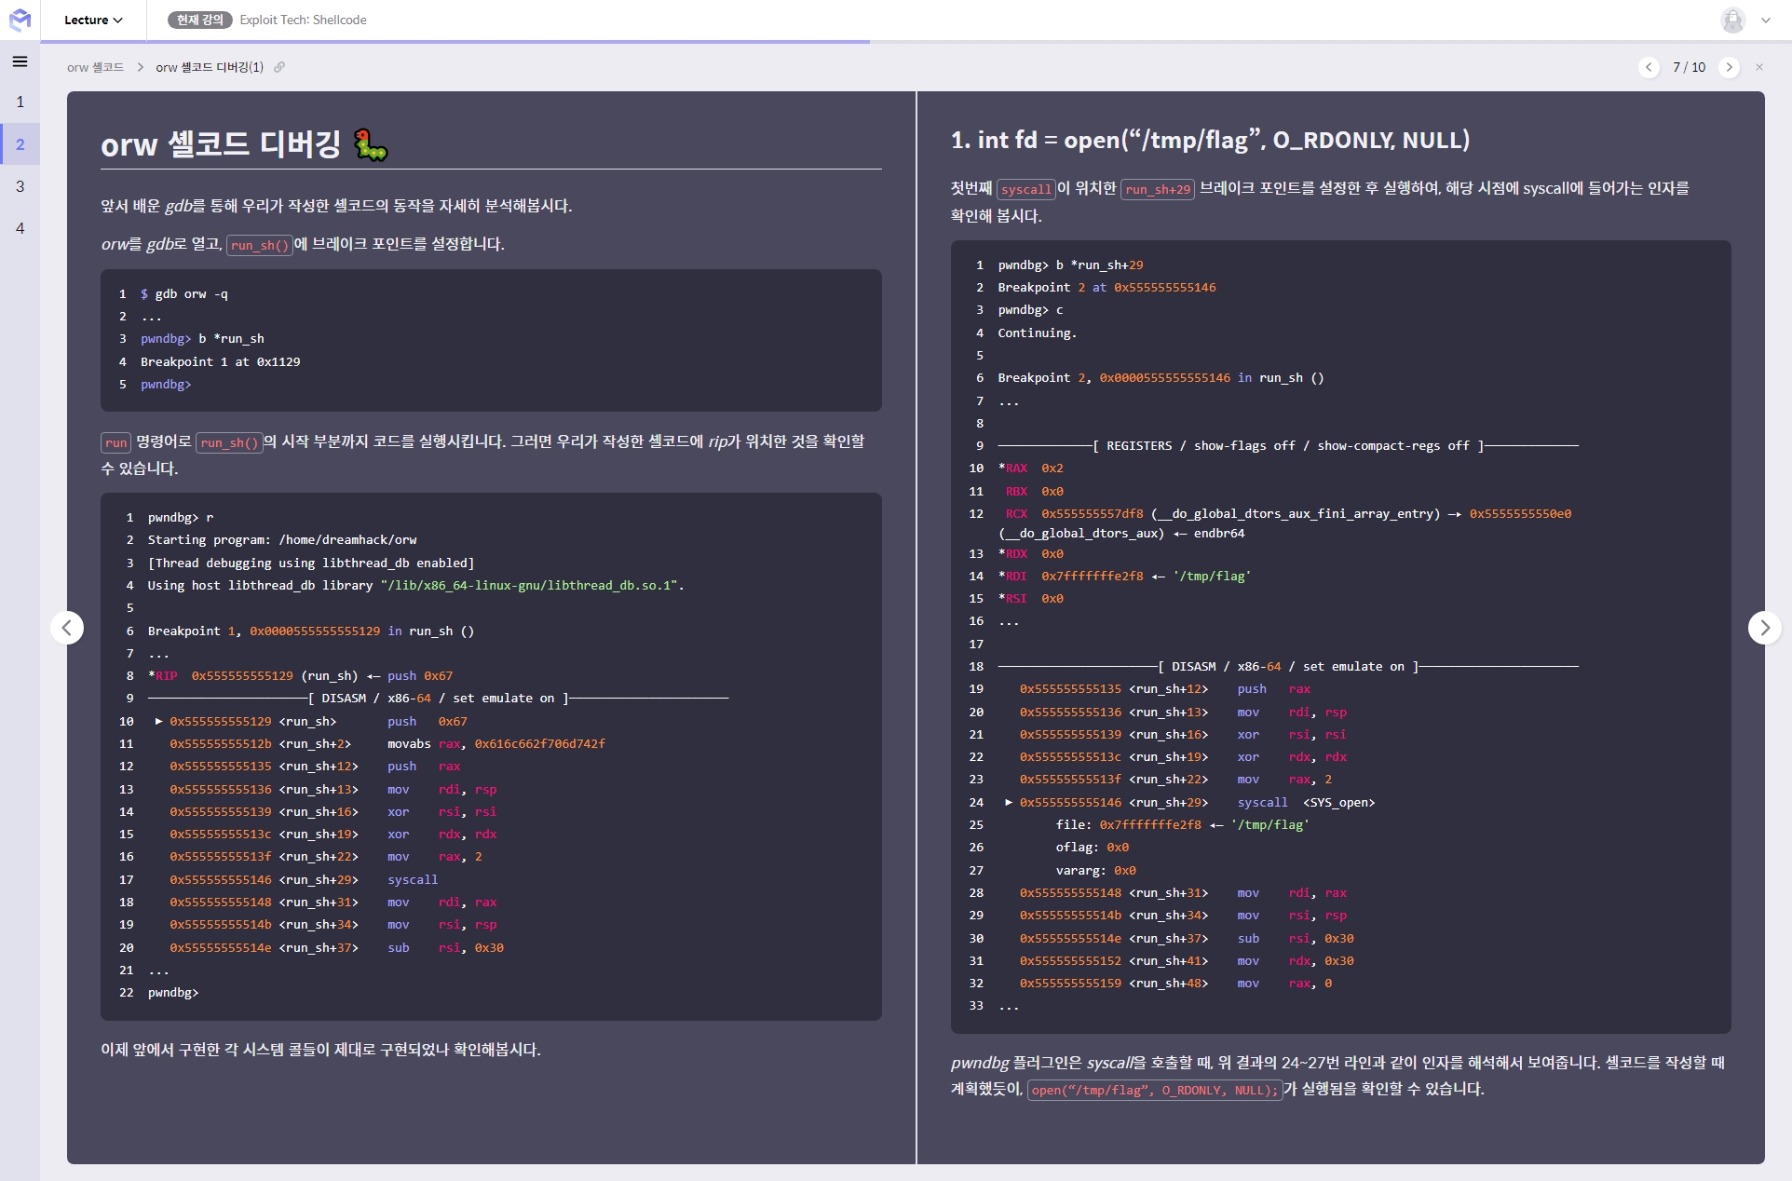 Lecture
현재 강의 Exploit Tech: Shellcode
orw 셸코드 > orw 셸코드 디버깅(1)
7 / 10
1
2
3
4
orw 셸코드 디버깅
앞서 배운 gdb를 통해 우리가 작성한 셸코드의 동작을 자세히 분석해봅시다.
orw를 gdb로 열고, run_sh()에 브레이크 포인트를 설정합니다.
1 $ gdb orw -q
2 ...
3 pwndbg> b *run_sh
4 Breakpoint 1 at 0x1129
5 pwndbg>
run 명령어로 run_sh()의 시작 부분까지 코드를 실행시킵니다. 그러면 우리가 작성한 셸코드에 rip가 위치한 것을 확인할
수 있습니다.
1 pwndbg> r
2 Starting program: /home/dreamhack/orw
3 [Thread debugging using libthread_db enabled]
4 Using host libthread_db library "/lib/x86_64-linux-gnu/libthread_db.so.1".
5
6 Breakpoint 1, 0x0000555555555129 in run_sh ()
7 ...
8 *RIP 0x555555555129 (run_sh) ◂— push 0x67
9 ──────────────────────[ DISASM / x86-64 / set emulate on ]──────────────────────
10 ► 0x555555555129 <run_sh> push 0x67
11 0x55555555512b <run_sh+2> movabs rax, 0x616c662f706d742f
12 0x555555555135 <run_sh+12> push rax
13 0x555555555136 <run_sh+13> mov rdi, rsp
14 0x555555555139 <run_sh+16> xor rsi, rsi
15 0x55555555513c <run_sh+19> xor rdx, rdx
16 0x55555555513f <run_sh+22> mov rax, 2
17 0x555555555146 <run_sh+29> syscall
18 0x555555555148 <run_sh+31> mov rdi, rax
19 0x55555555514b <run_sh+34> mov rsi, rsp
20 0x55555555514e <run_sh+37> sub rsi, 0x30
21 ...
22 pwndbg>
이제 앞에서 구현한 각 시스템 콜들이 제대로 구현되었나 확인해봅시다.
1. int fd = open(“/tmp/flag”, O_RDONLY, NULL)
첫번째 syscall이 위치한 run_sh+29 브레이크 포인트를 설정한 후 실행하여, 해당 시점에 syscall에 들어가는 인자를
확인해 봅시다.
1 pwndbg> b *run_sh+29
2 Breakpoint 2 at 0x555555555146
3 pwndbg> c
4 Continuing.
5
6 Breakpoint 2, 0x0000555555555146 in run_sh ()
7 ...
8
9 ─────────────[ REGISTERS / show-flags off / show-compact-regs off ]─────────────
10 *RAX 0x2
11 RBX 0x0
12 RCX 0x555555557df8 (__do_global_dtors_aux_fini_array_entry) —▸ 0x5555555550e0
(__do_global_dtors_aux) ◂— endbr64
13 *RDX 0x0
14 *RDI 0x7fffffffe2f8 ◂— '/tmp/flag'
15 *RSI 0x0
16 ...
17
18 ──────────────────────[ DISASM / x86-64 / set emulate on ]──────────────────────
19 0x555555555135 <run_sh+12> push rax
20 0x555555555136 <run_sh+13> mov rdi, rsp
21 0x555555555139 <run_sh+16> xor rsi, rsi
22 0x55555555513c <run_sh+19> xor rdx, rdx
23 0x55555555513f <run_sh+22> mov rax, 2
24 ► 0x555555555146 <run_sh+29> syscall <SYS_open>
25 file: 0x7fffffffe2f8 ◂— '/tmp/flag'
26 oflag: 0x0
27 vararg: 0x0
28 0x555555555148 <run_sh+31> mov rdi, rax
29 0x55555555514b <run_sh+34> mov rsi, rsp
30 0x55555555514e <run_sh+37> sub rsi, 0x30
31 0x555555555152 <run_sh+41> mov rdx, 0x30
32 0x555555555159 <run_sh+48> mov rax, 0
33 ...
pwndbg 플러그인은 syscall을 호출할 때, 위 결과의 24~27번 라인과 같이 인자를 해석해서 보여줍니다. 셸코드를 작성할 때
계획했듯이, open(“/tmp/flag”, O_RDONLY, NULL);가 실행됨을 확인할 수 있습니다.